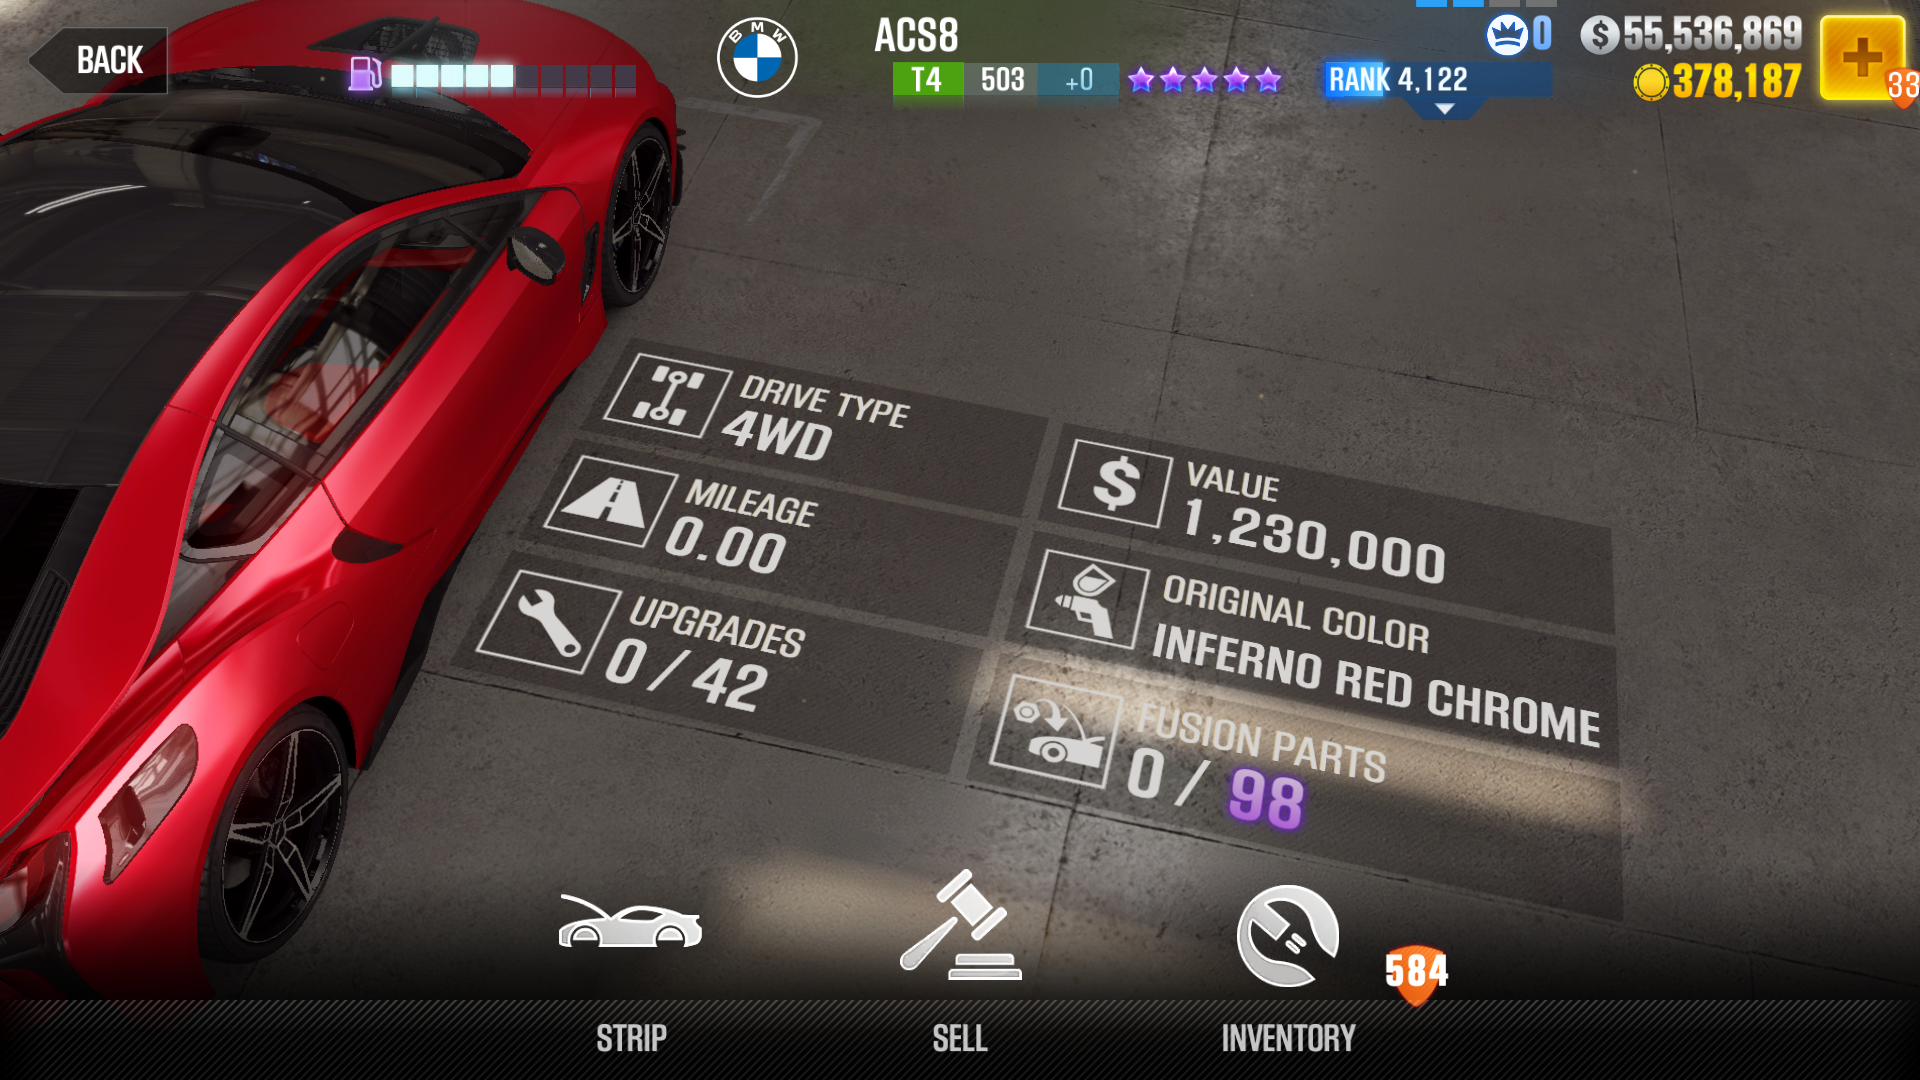 BACK
BMW
ACS8
0
55,536,869
T4 503 +0
RANK 4,122
378,187
33
DRIVE TYPE
4WD
MILEAGE
0.00
UPGRADES
0/42
VALUE
1,230,000
ORIGINAL COLOR
INFERNO RED CHROME
FUSION PARTS
0/ 98
584
STRIP
SELL
INVENTORY